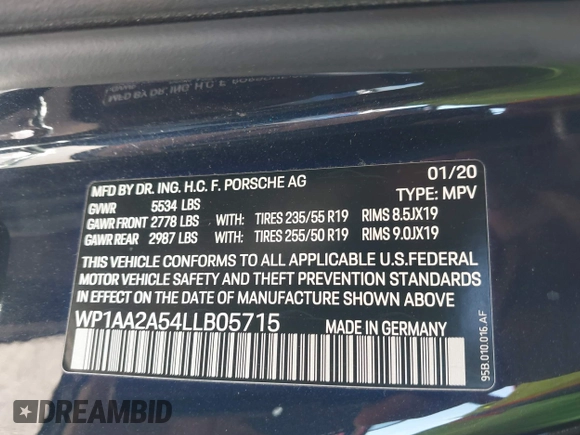 MFD BY DR. ING. H.C. F. PORSCHE AG 01/20
GVWR 5534 LBS TYPE: MPV
GAWR FRONT 2778 LBS WITH: TIRES 235/55 R19 RIMS 8.5JX19
GAWR REAR 2987 LBS WITH: TIRES 255/50 R19 RIMS 9.0JX19
THIS VEHICLE CONFORMS TO ALL APPLICABLE U.S.FEDERAL
MOTOR VEHICLE SAFETY AND THEFT PREVENTION STANDARDS
IN EFFECT ON THE DATE OF MANUFACTURE SHOWN ABOVE
WP1AA2A54LLB05715 MADE IN GERMANY
95B.010.016.AF
DREAMBID